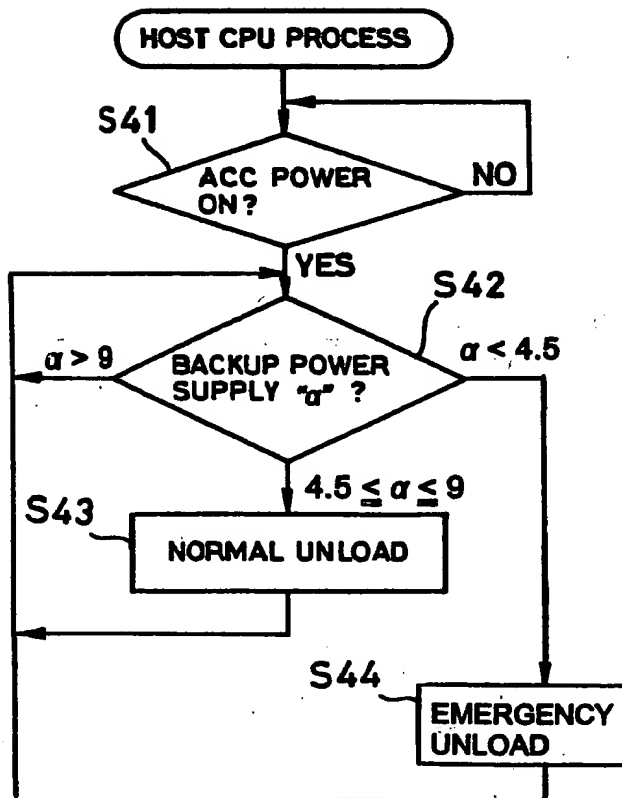 HOST CPU PROCESS
S41
ACC POWER
ON?
NO
YES
S42
α > 9
BACKUP POWER
SUPPLY "α" ?
α < 4.5
4.5 ≤ α ≤ 9
S43
NORMAL UNLOAD
S44
EMERGENCY
UNLOAD